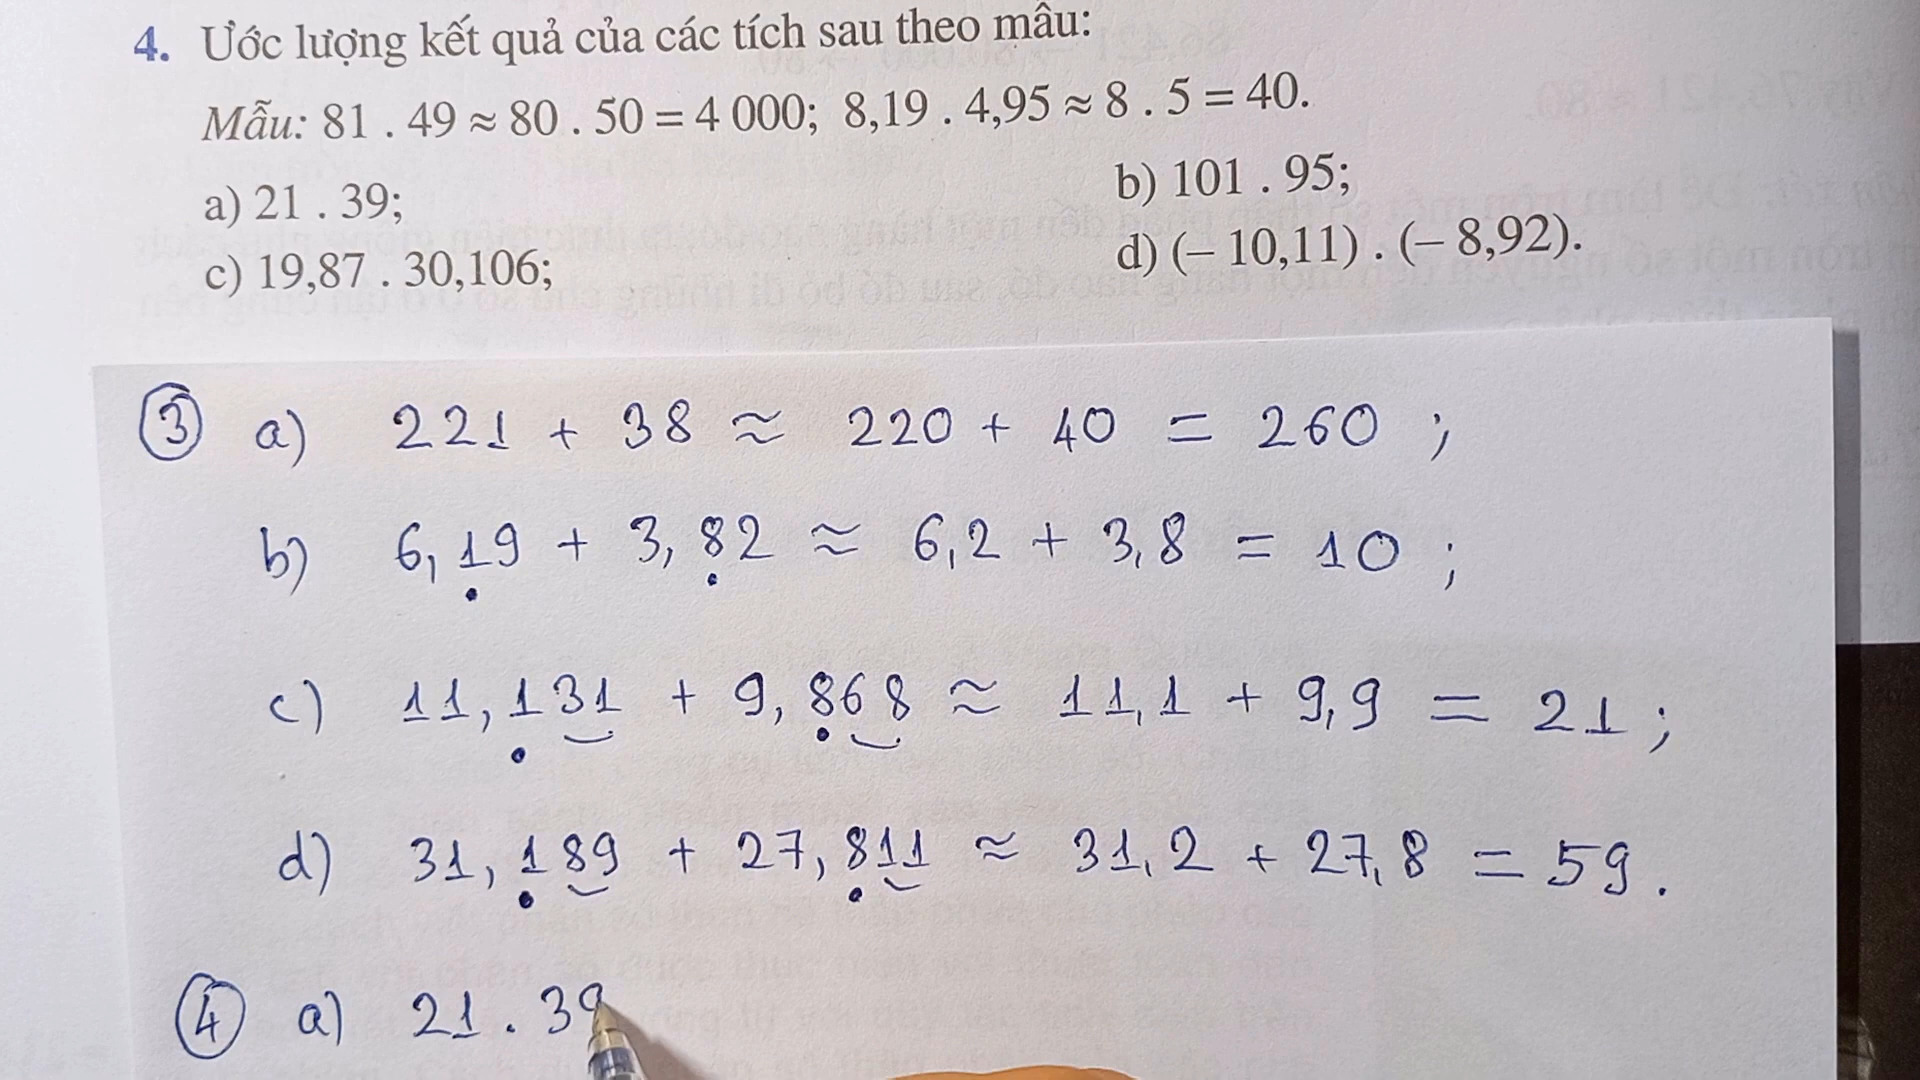 4. Ước lượng kết quả của các tích sau theo mẫu:
Mẫu: 81 . 49 ≈ 80 . 50 = 4 000; 8,19 . 4,95 ≈ 8 . 5 = 40.
a) 21 . 39; b) 101 . 95;
c) 19,87 . 30,106; d) (– 10,11) . (– 8,92).
③ a) 221 + 38 ≈ 220 + 40 = 260 ;
b) 6,19 + 3,82 ≈ 6,2 + 3,8 = 10 ;
c) 11,131 + 9,868 ≈ 11,1 + 9,9 = 21 ;
d) 31,189 + 27,811 ≈ 31,2 + 27,8 = 59 .
④ a) 21 . 39